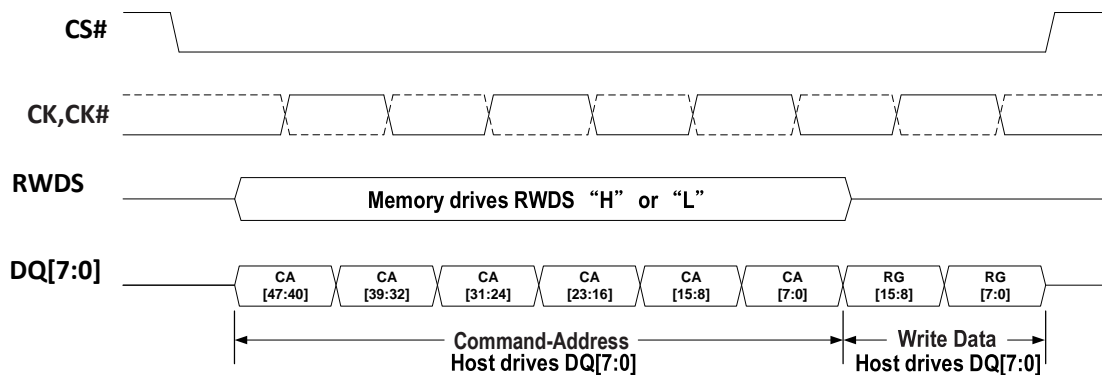 CS#
CK,CK#
RWDS
Memory drives RWDS “H” or “L”
DQ[7:0]
CA CA CA CA CA CA RG RG
[47:40] [39:32] [31:24] [23:16] [15:8] [7:0] [15:8] [7:0]
Command-Address Write Data
Host drives DQ[7:0] Host drives DQ[7:0]